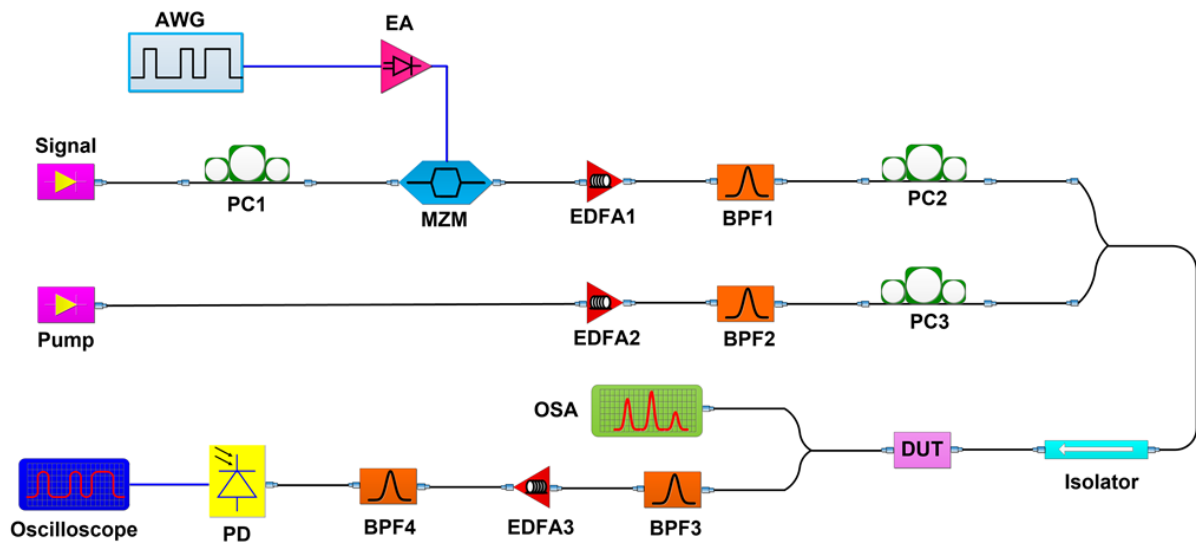 AWG
EA
Signal
PC1
MZM
EDFA1
BPF1
PC2
Pump
EDFA2
BPF2
PC3
OSA
DUT
Isolator
Oscilloscope
PD
BPF4
EDFA3
BPF3